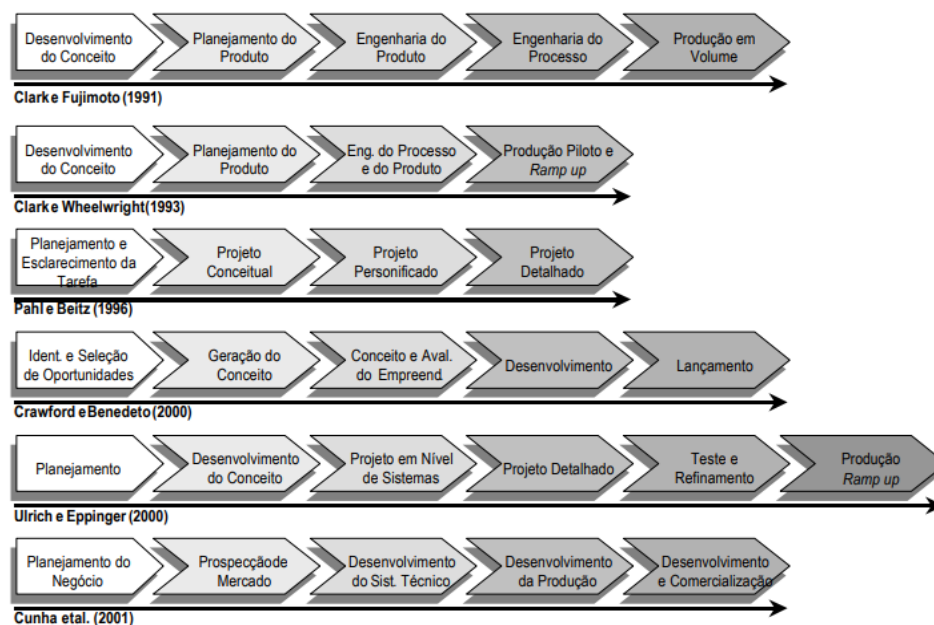 Desenvolvimento
do Conceito
Planejamento do
Produto
Engenharia do
Produto
Engenharia do
Processo
Produção em
Volume
Clark e Fujimoto (1991)
Desenvolvimento
do Conceito
Planejamento do
Produto
Eng. do Processo
e do Produto
Produção Piloto e
Ramp up
Clark e Wheelwright (1993)
Planejamento e
Esclarecimento da
Tarefa
Projeto
Conceitual
Projeto
Personificado
Projeto
Detalhado
Pahl e Beitz (1996)
Ident. e Seleção
de Oportunidades
Geração do
Conceito
Conceito e Aval.
do Empreend.
Desenvolvimento
Lançamento
Crawford e Benedeto (2000)
Planejamento
Desenvolvimento
do Conceito
Projeto em Nível
de Sistemas
Projeto Detalhado
Teste e
Refinamento
Produção
Ramp up
Ulrich e Eppinger (2000)
Planejamento do
Negócio
Prospecção de
Mercado
Desenvolvimento
do Sist. Técnico
Desenvolvimento
da Produção
Desenvolvimento
e Comercialização
Cunha et al. (2001)